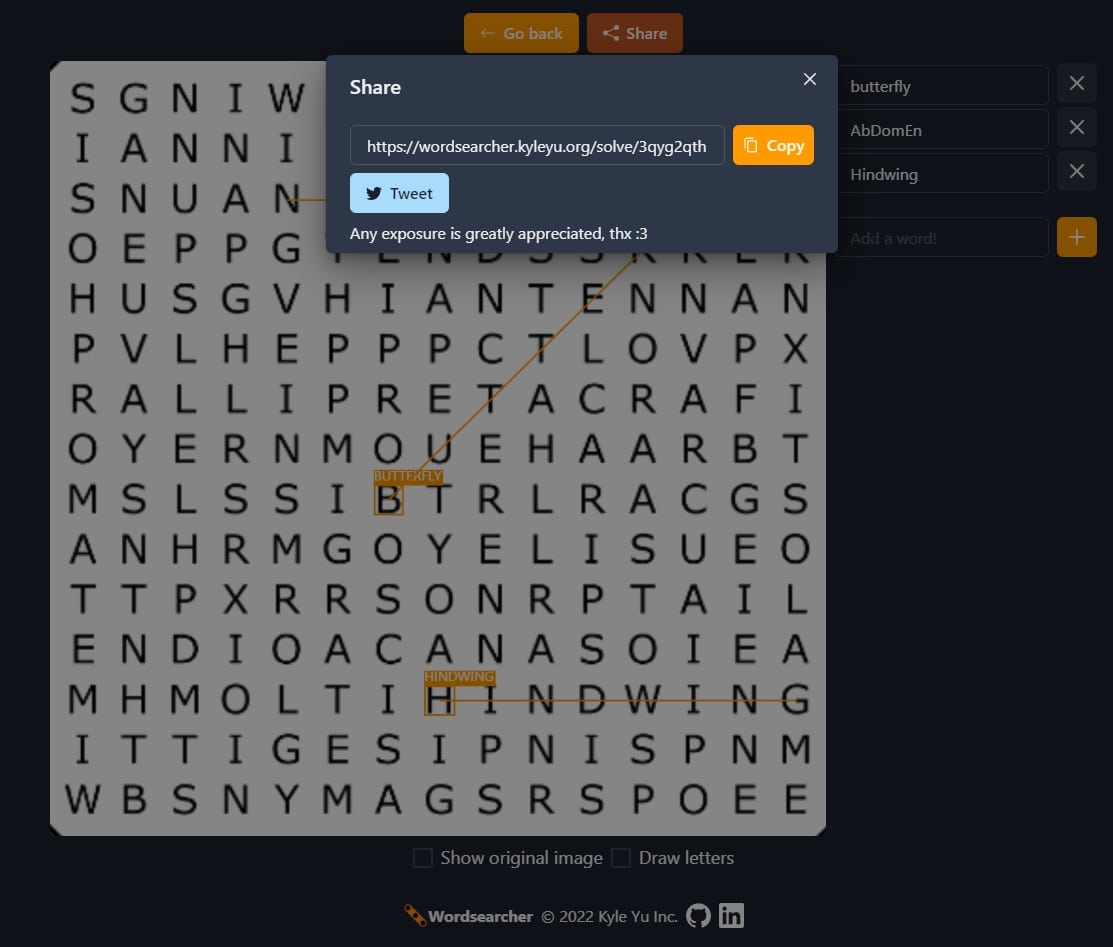 Go back
Share
Share
https://wordsearcher.kyleyu.org/solve/3qyg2qth
Copy
Tweet
Any exposure is greatly appreciated, thx :3
butterfly
AbDomEn
Hindwing
Add a word!
S G N I W
I A N N I
S N U A N
O E P P G
H U S G V H I A N T E N N A N
P V L H E P P P C T L O V P X
R A L L I P R E T A C R A F I
O Y E R N M O U E H A A R B T
BUTTERFLY
M S L S S I B T R L R A C G S
A N H R M G O Y E L I S U E O
T T P X R R S O N R P T A I L
E N D I O A C A N A S O I E A
HINDWING
M H M O L T I H I N D W I N G
I T T I G E S I P N I S P N M
W B S N Y M A G S R S P O E E
Show original image
Draw letters
Wordsearcher © 2022 Kyle Yu Inc.
in